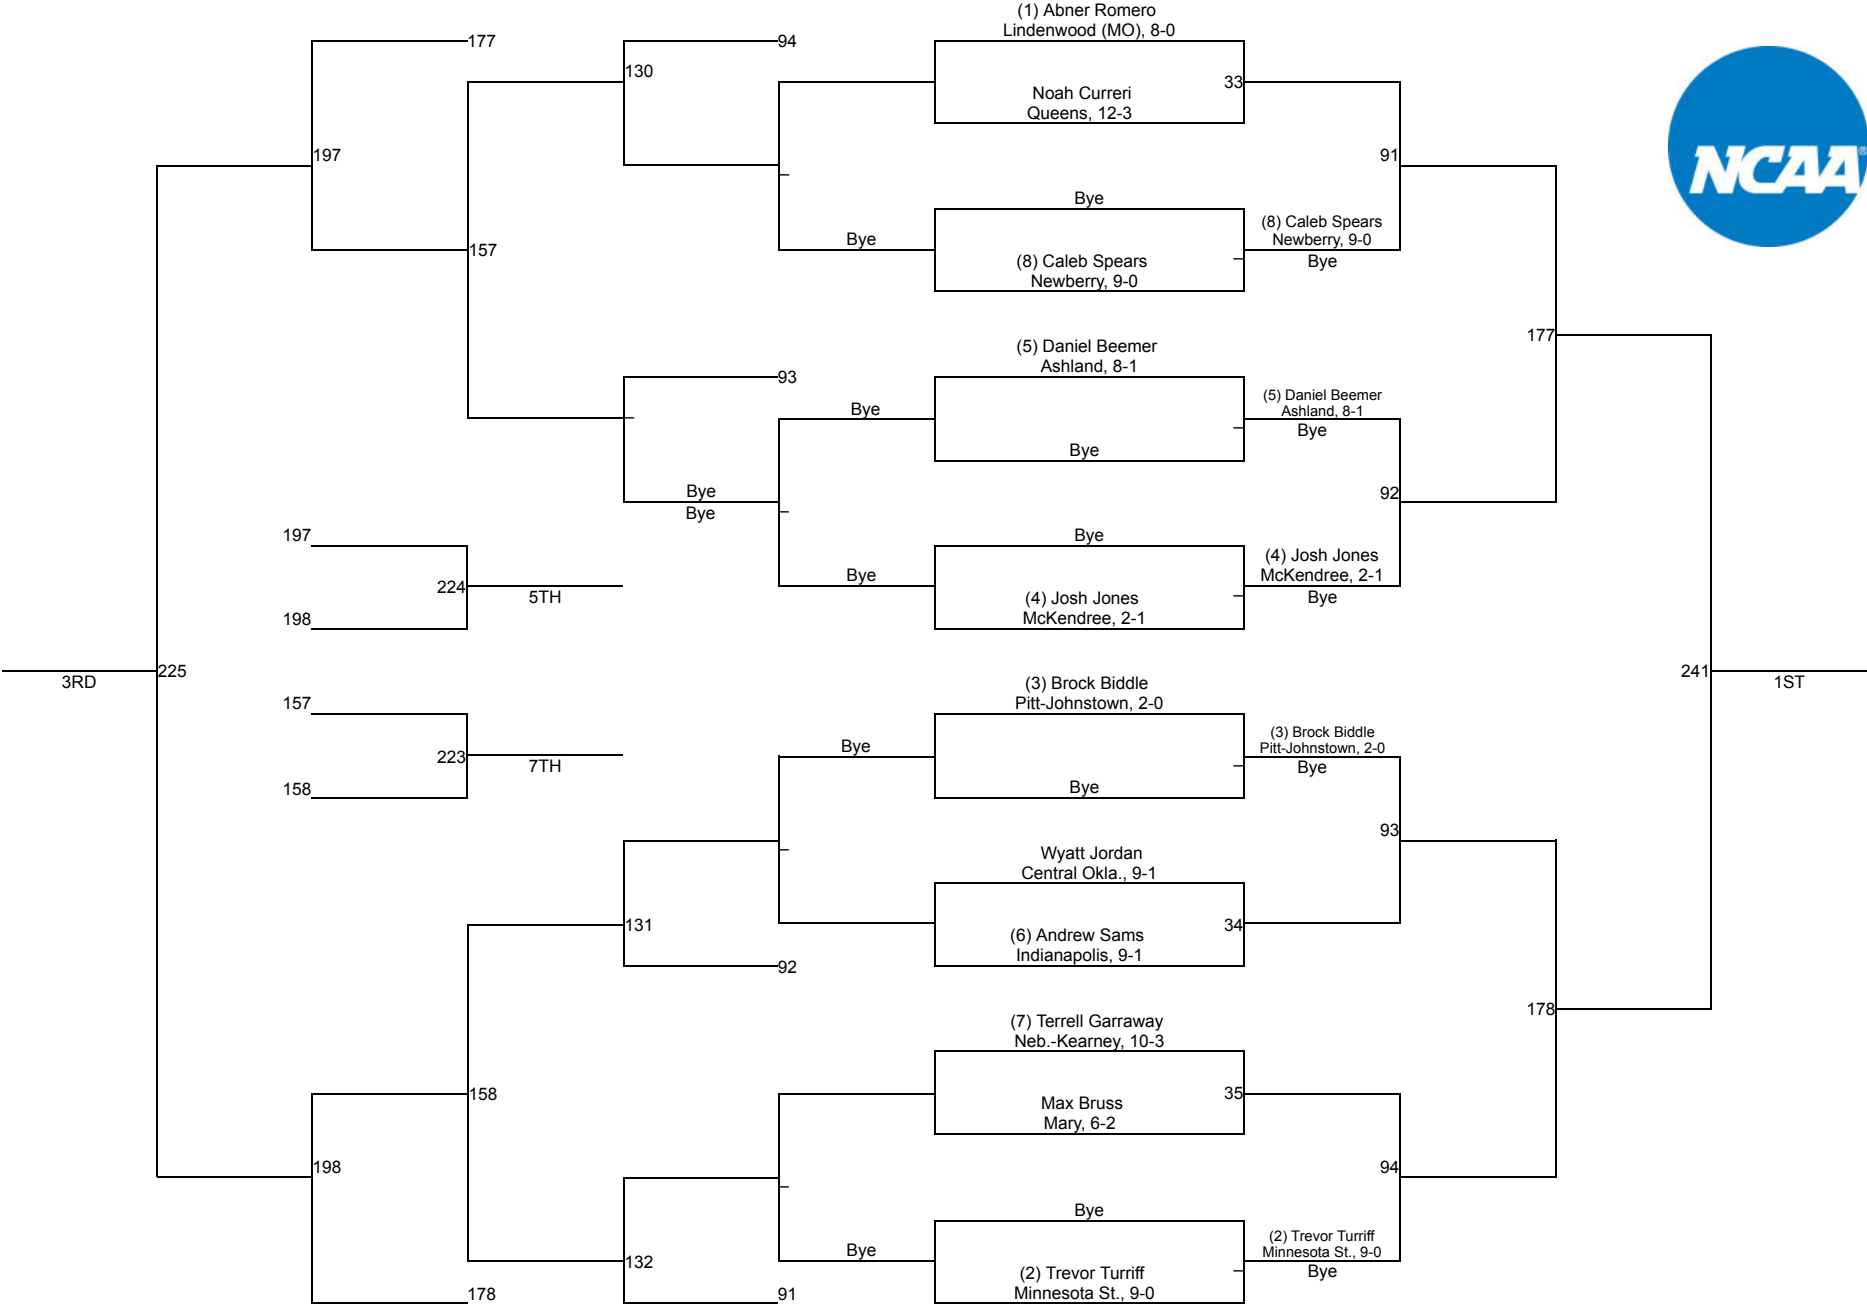 (1) Abner Romero
Lindenwood (MO), 8-0
177
94
130
33
Noah Curreri
Queens, 12-3
NCAA®
197
91
Bye
(8) Caleb Spears
Newberry, 9-0
Bye
157
Bye
(8) Caleb Spears
Newberry, 9-0
177
(5) Daniel Beemer
Ashland, 8-1
93
(5) Daniel Beemer
Ashland, 8-1
Bye
Bye
Bye
Bye
Bye
92
197
Bye
(4) Josh Jones
McKendree, 2-1
Bye
224
5TH
Bye
(4) Josh Jones
McKendree, 2-1
198
3RD
225
241
1ST
157
(3) Brock Biddle
Pitt-Johnstown, 2-0
(3) Brock Biddle
Pitt-Johnstown, 2-0
Bye
223
7TH
Bye
158
Bye
93
Wyatt Jordan
Central Okla., 9-1
131
34
(6) Andrew Sams
Indianapolis, 9-1
92
178
(7) Terrell Garraway
Neb.-Kearney, 10-3
158
35
Max Bruss
Mary, 6-2
198
94
Bye
(2) Trevor Turriff
Minnesota St., 9-0
Bye
132
Bye
(2) Trevor Turriff
Minnesota St., 9-0
178
91